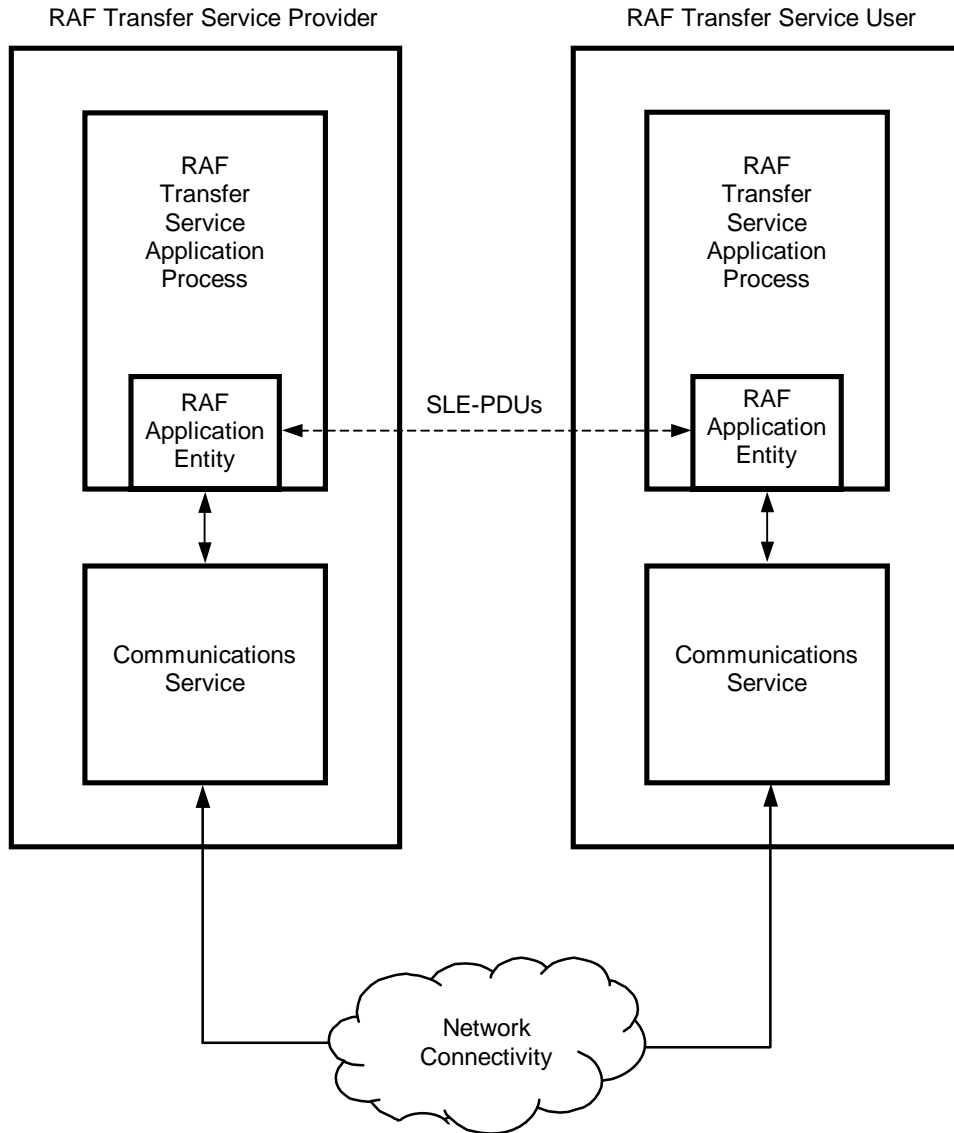 RAF Transfer Service Provider
RAF Transfer Service User
RAF
Transfer
Service
Application
Process
RAF
Transfer
Service
Application
Process
RAF
Application
Entity
SLE-PDUs
RAF
Application
Entity
Communications
Service
Communications
Service
Network
Connectivity